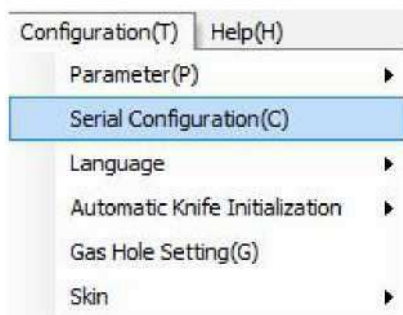 Configuration(T) Help(H)
Parameter(P)
Serial Configuration(C)
Language
Automatic Knife Initialization
Gas Hole Setting(G)
Skin